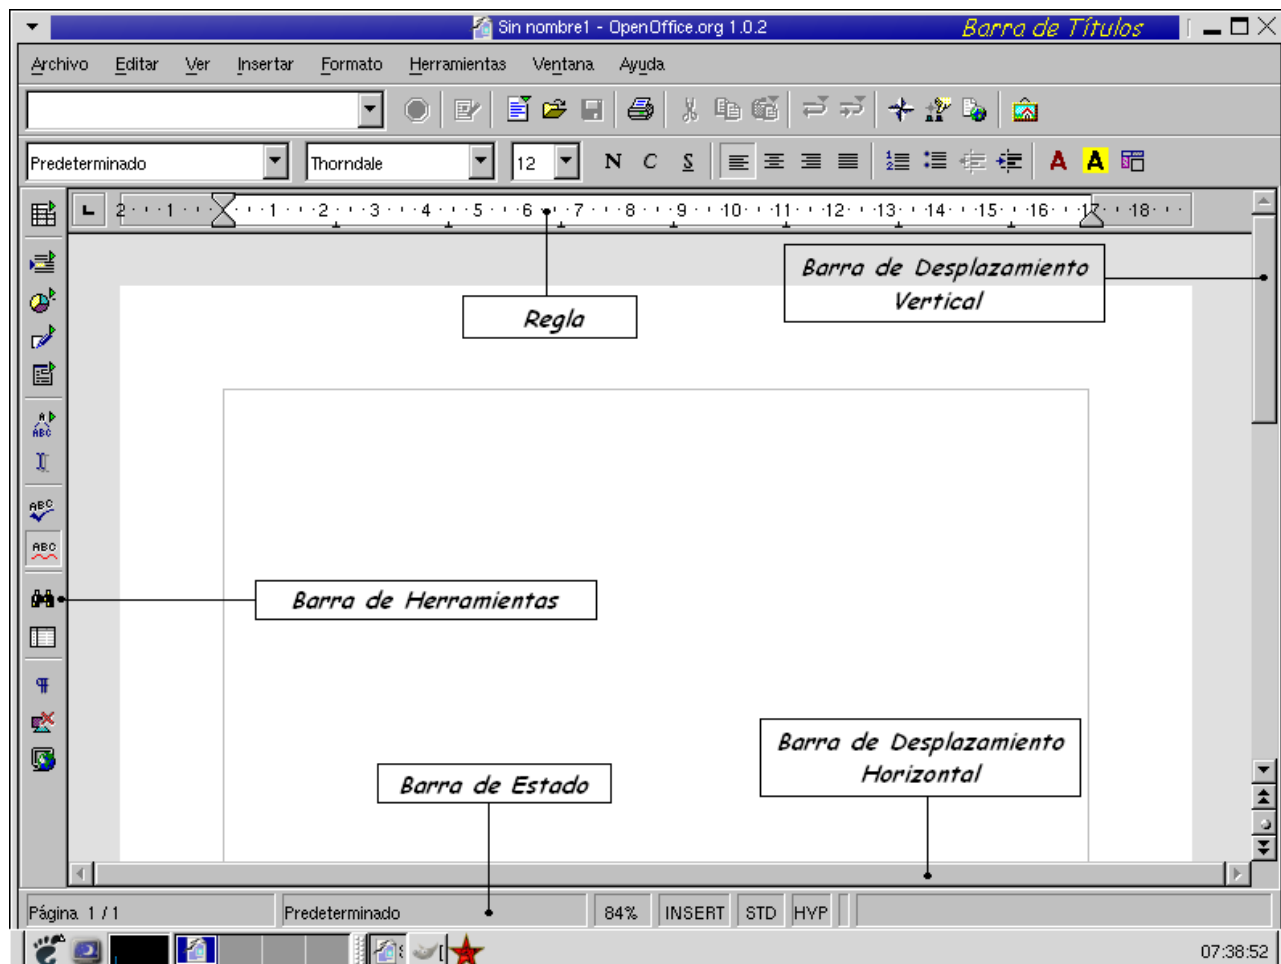 Sin nombre1 - OpenOffice.org 1.0.2 Barra de Títulos
Archivo Editar Ver Insertar Formato Herramientas Ventana Ayuda
Predeterminado Thorndale 12 N C S A A
2 1 1 2 3 4 5 6 7 8 9 10 11 12 13 14 15 16 17 18
Barra de Desplazamiento
Vertical
Regla
A
ABC
ABC
ABC
Barra de Herramientas
Barra de Desplazamiento
Horizontal
Barra de Estado
Página 1 / 1 Predeterminado 84% INSERT STD HYP
07:38:52